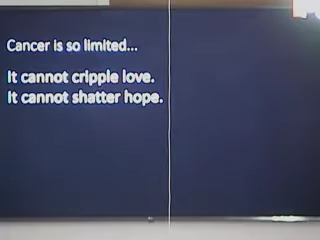 Cancer is so limited...
It cannot cripple love.
It cannot shatter hope.